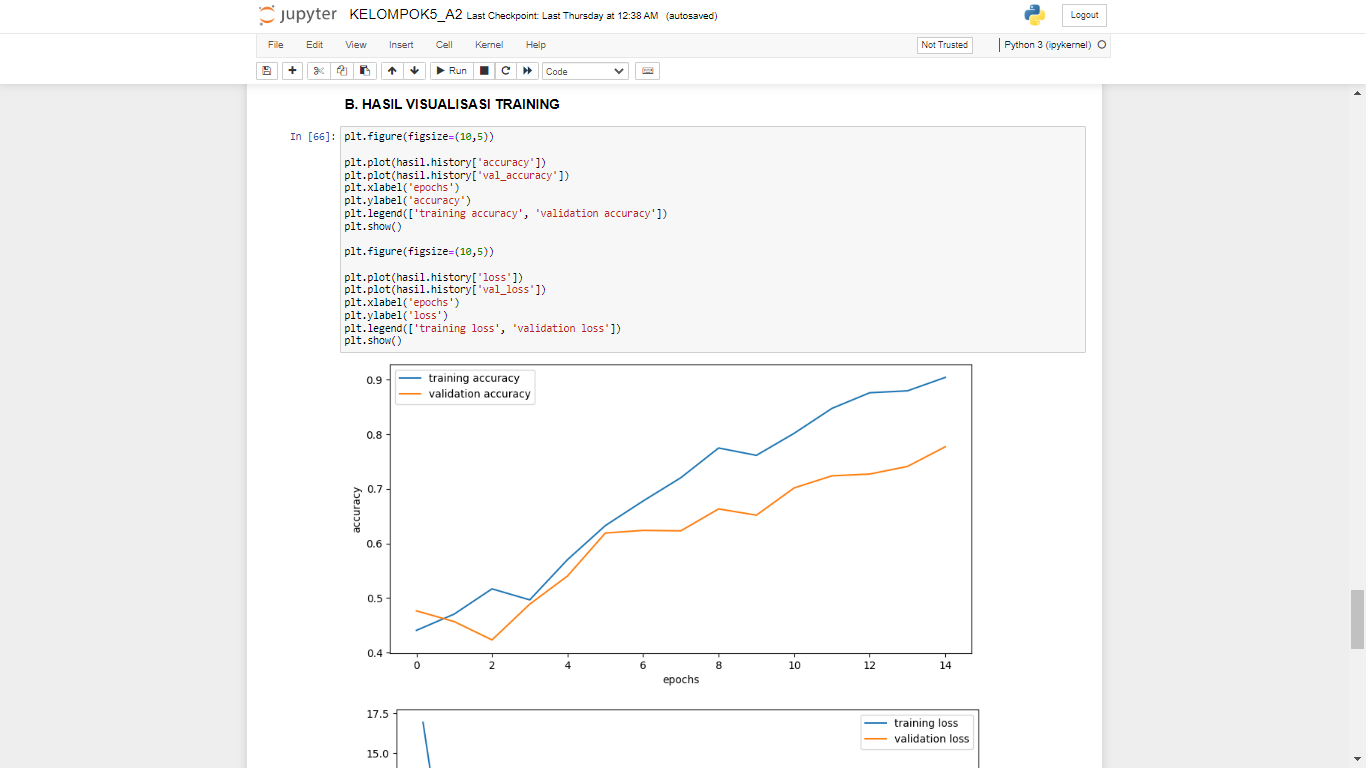 jupyter KELOMPOK5_A2 Last Checkpoint: Last Thursday at 12:38 AM (autosaved)
Logout
File Edit View Insert Cell Kernel Help
Not Trusted
Python 3 (ipykernel)
Run
Code
B. HASIL VISUALISASI TRAINING
In [66]:
plt.figure(figsize=(10,5))
plt.plot(hasil.history['accuracy'])
plt.plot(hasil.history['val_accuracy'])
plt.xlabel('epochs')
plt.ylabel('accuracy')
plt.legend(['training accuracy', 'validation accuracy'])
plt.show()
plt.figure(figsize=(10,5))
plt.plot(hasil.history['loss'])
plt.plot(hasil.history['val_loss'])
plt.xlabel('epochs')
plt.ylabel('loss')
plt.legend(['training loss', 'validation loss'])
plt.show()
training accuracy
validation accuracy
0.9
0.8
0.7
0.6
0.5
0.4
accuracy
0 2 4 6 8 10 12 14
epochs
17.5
15.0
training loss
validation loss